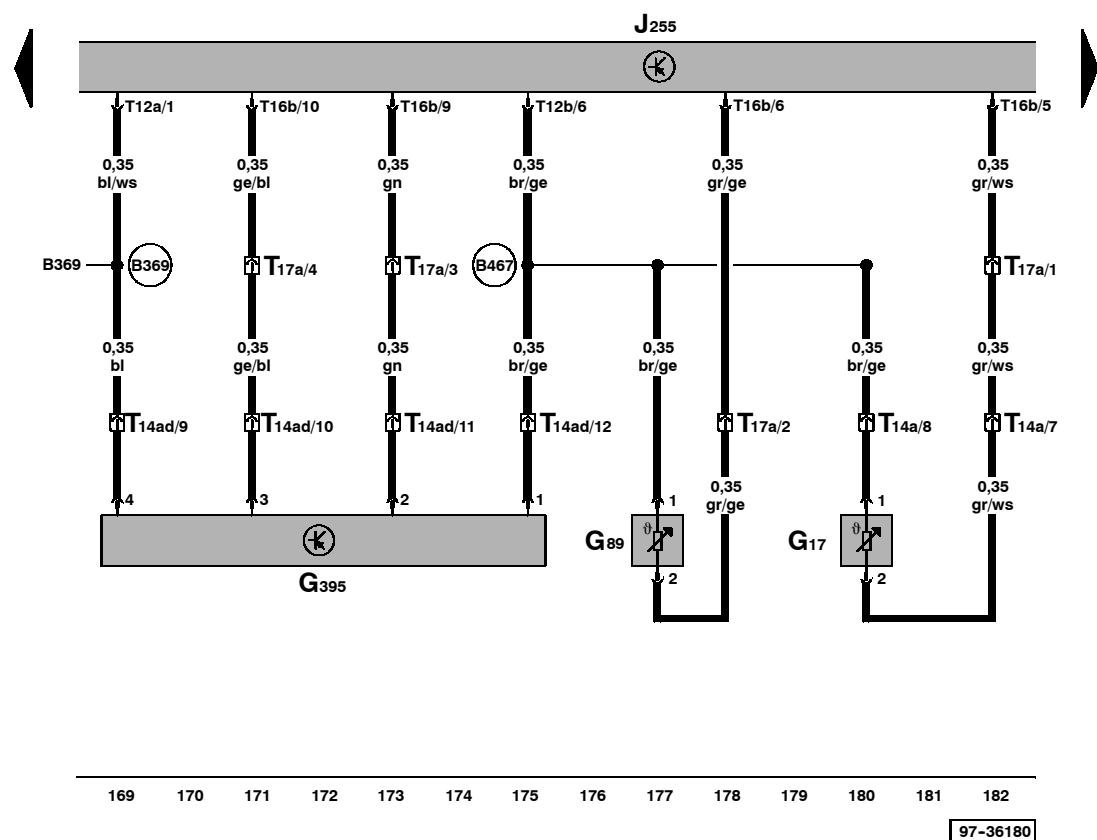 J255
T12a/1 T16b/10 T16b/9 T12b/6 T16b/6 T16b/5
0,35 0,35 0,35 0,35 0,35 0,35
bl/ws ge/bl gn br/ge gr/ge gr/ws
B369 B369 T17a/4 T17a/3 B467 T17a/1
0,35 0,35 0,35 0,35 0,35 0,35 0,35
bl ge/bl gn br/ge br/ge br/ge gr/ws
T14ad/9 T14ad/10 T14ad/11 T14ad/12 T17a/2 T14a/8 T14a/7
0,35 0,35
gr/ge gr/ws
4 3 2 1 1 1
ϑ ϑ
G89 G17
G395
2 2
169 170 171 172 173 174 175 176 177 178 179 180 181 182
97-36180